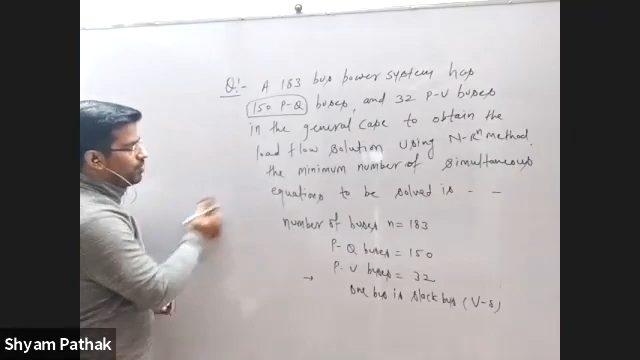 Q:- A 183 bus power system has
150 P-Q buses, and 32 P-V buses
in the general case to obtain the
load flow solution using N-Rⁿ method.
the minimum number of simultaneous
equations to be solved is - -
number of buses n = 183
P-Q buses = 150
P-V buses = 32
→ one bus is slack bus (V-δ)
Shyam Pathak